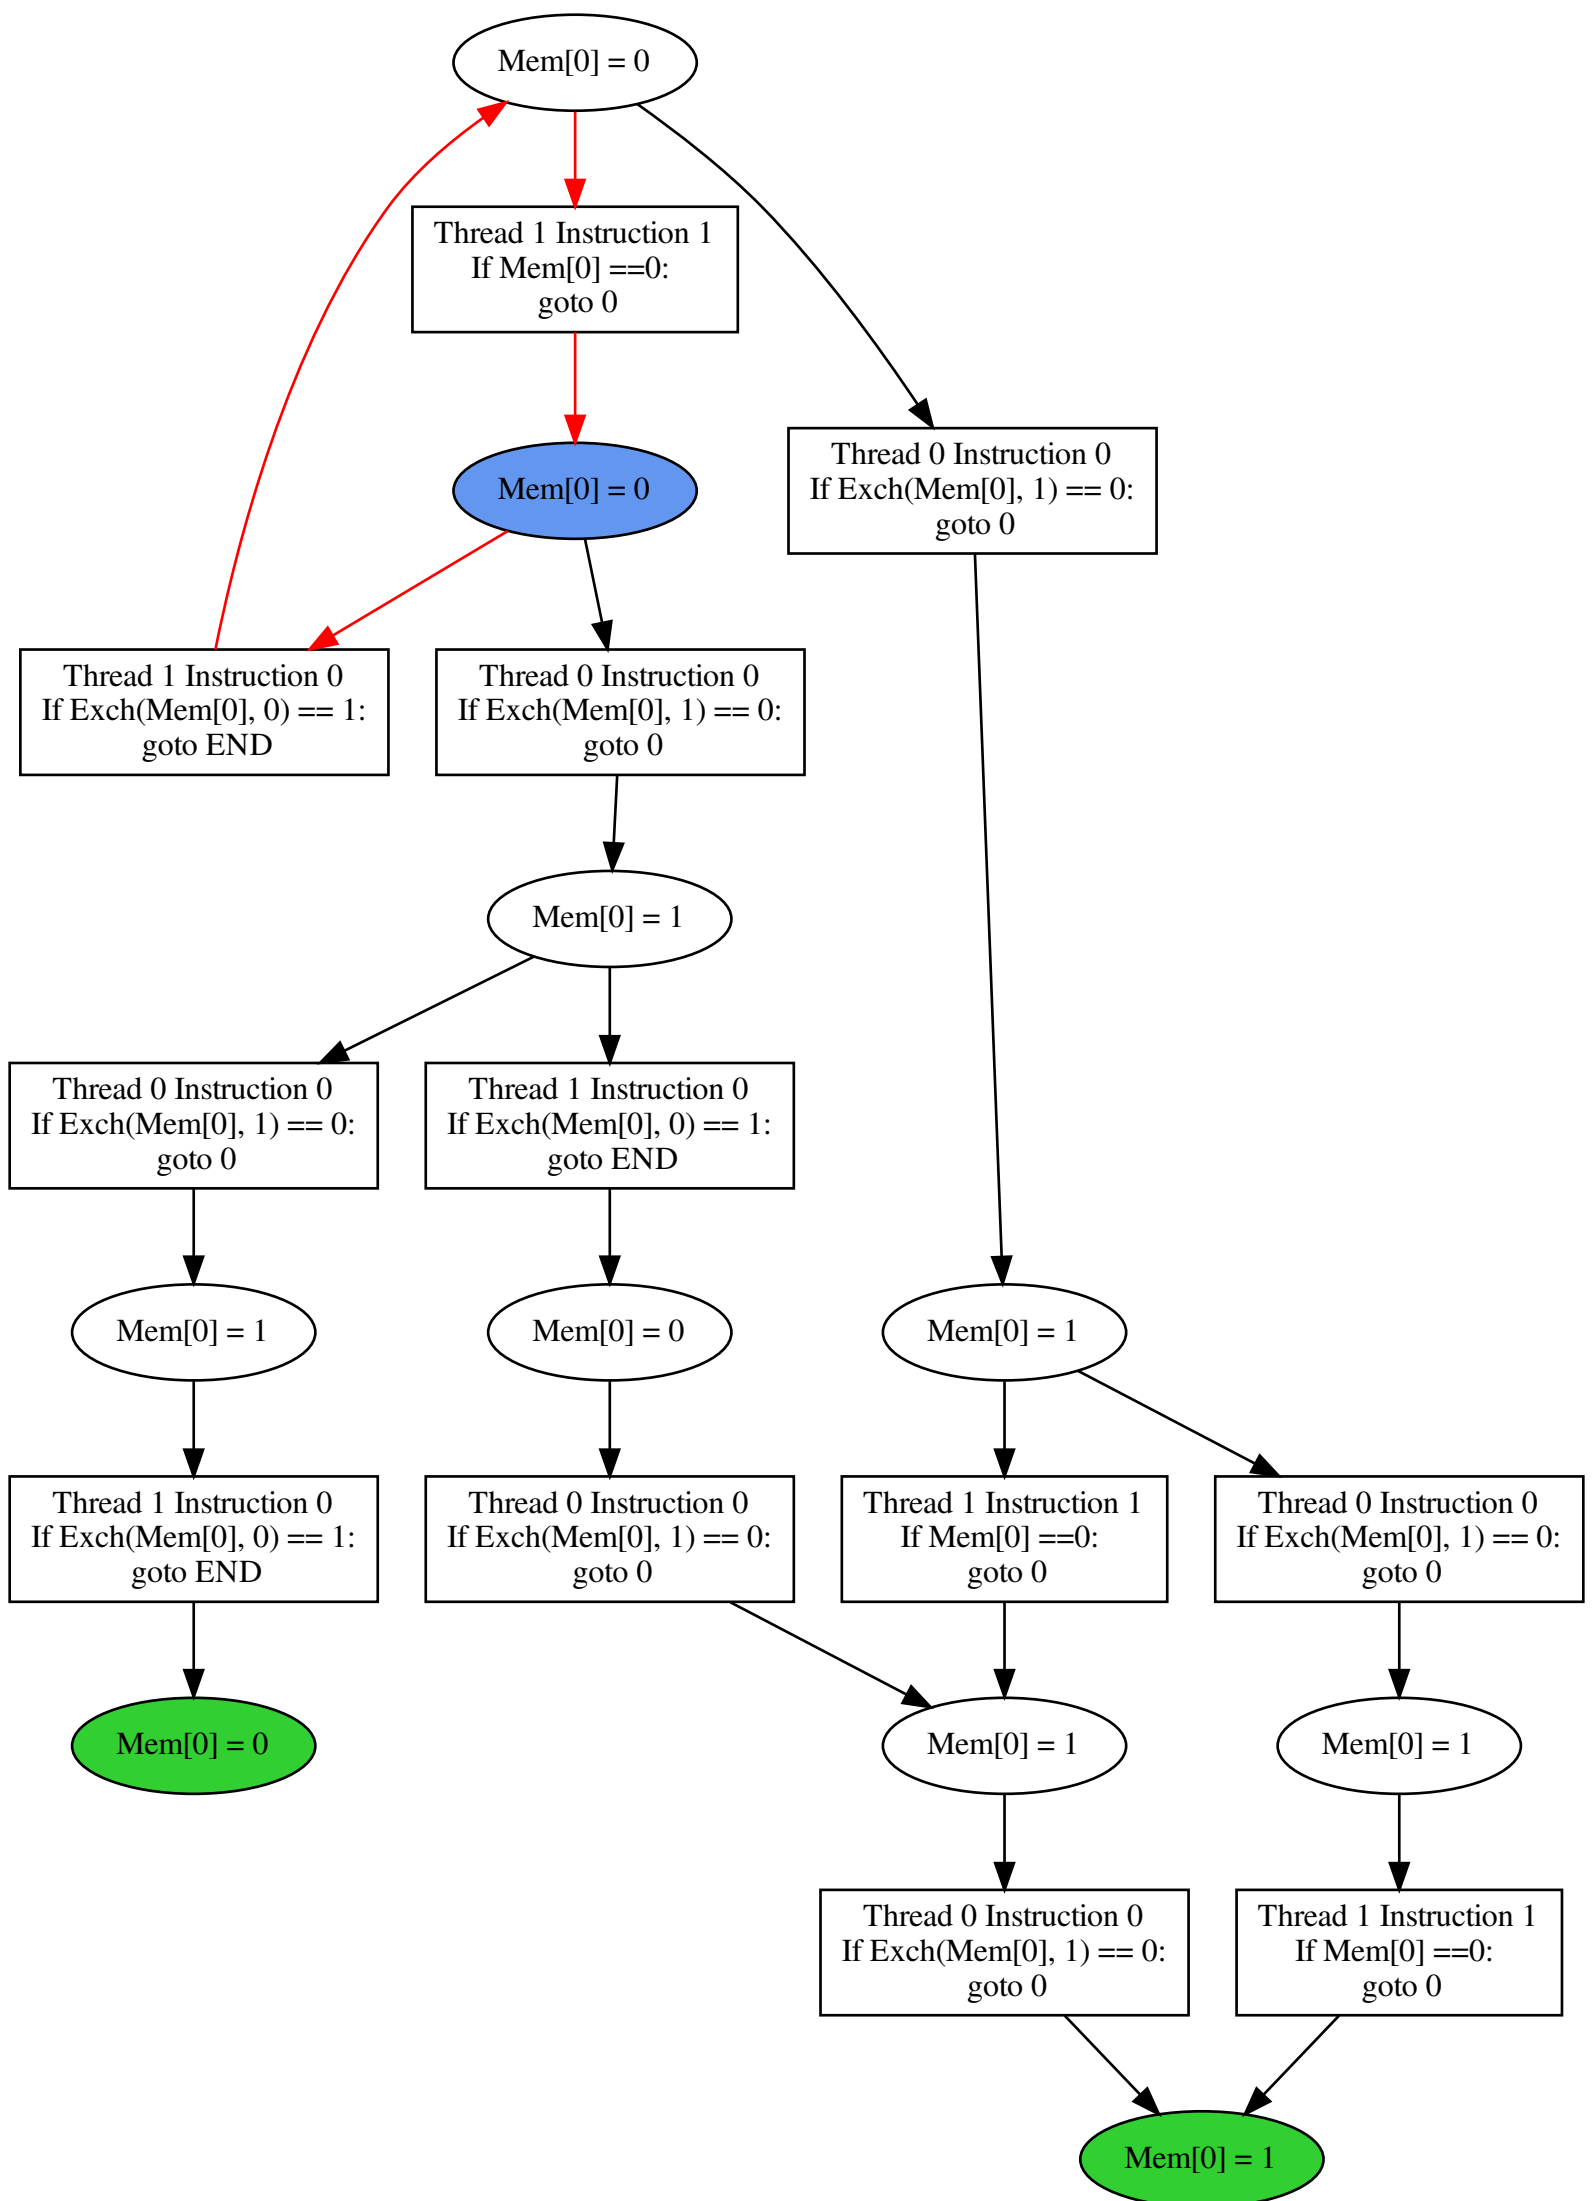 Mem[0] = 0
Thread 1 Instruction 1
If Mem[0] ==0:
goto 0
Thread 0 Instruction 0
If Exch(Mem[0], 1) == 0:
goto 0
Mem[0] = 0
Thread 1 Instruction 0
If Exch(Mem[0], 0) == 1:
goto END
Thread 0 Instruction 0
If Exch(Mem[0], 1) == 0:
goto 0
Mem[0] = 1
Thread 0 Instruction 0
If Exch(Mem[0], 1) == 0:
goto 0
Thread 1 Instruction 0
If Exch(Mem[0], 0) == 1:
goto END
Mem[0] = 1
Mem[0] = 0
Mem[0] = 1
Thread 1 Instruction 0
If Exch(Mem[0], 0) == 1:
goto END
Thread 0 Instruction 0
If Exch(Mem[0], 1) == 0:
goto 0
Thread 1 Instruction 1
If Mem[0] ==0:
goto 0
Thread 0 Instruction 0
If Exch(Mem[0], 1) == 0:
goto 0
Mem[0] = 0
Mem[0] = 1
Mem[0] = 1
Thread 0 Instruction 0
If Exch(Mem[0], 1) == 0:
goto 0
Thread 1 Instruction 1
If Mem[0] ==0:
goto 0
Mem[0] = 1